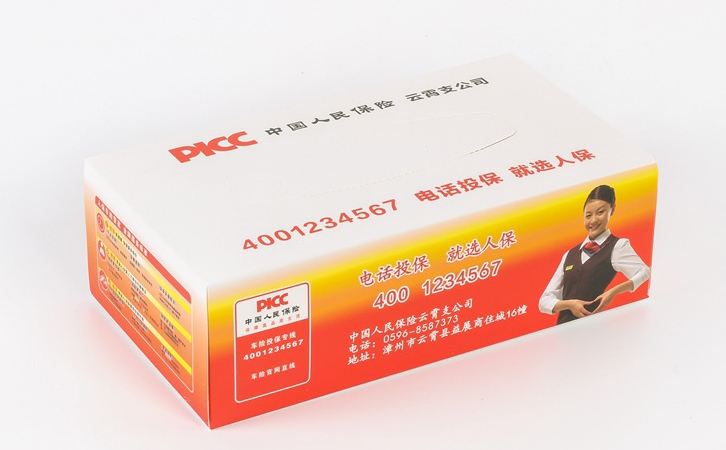 PICC 中国人民保险 云霄支公司
4001234567 电话投保 就选人保
电话投保 就选人保
400 1234567
中国人民保险云霄支公司
电话：0596-8587373
地址：漳州市云霄县益展商住城16幢
PICC
中国人民保险
车险投保专线
4001234567
车险官网直线